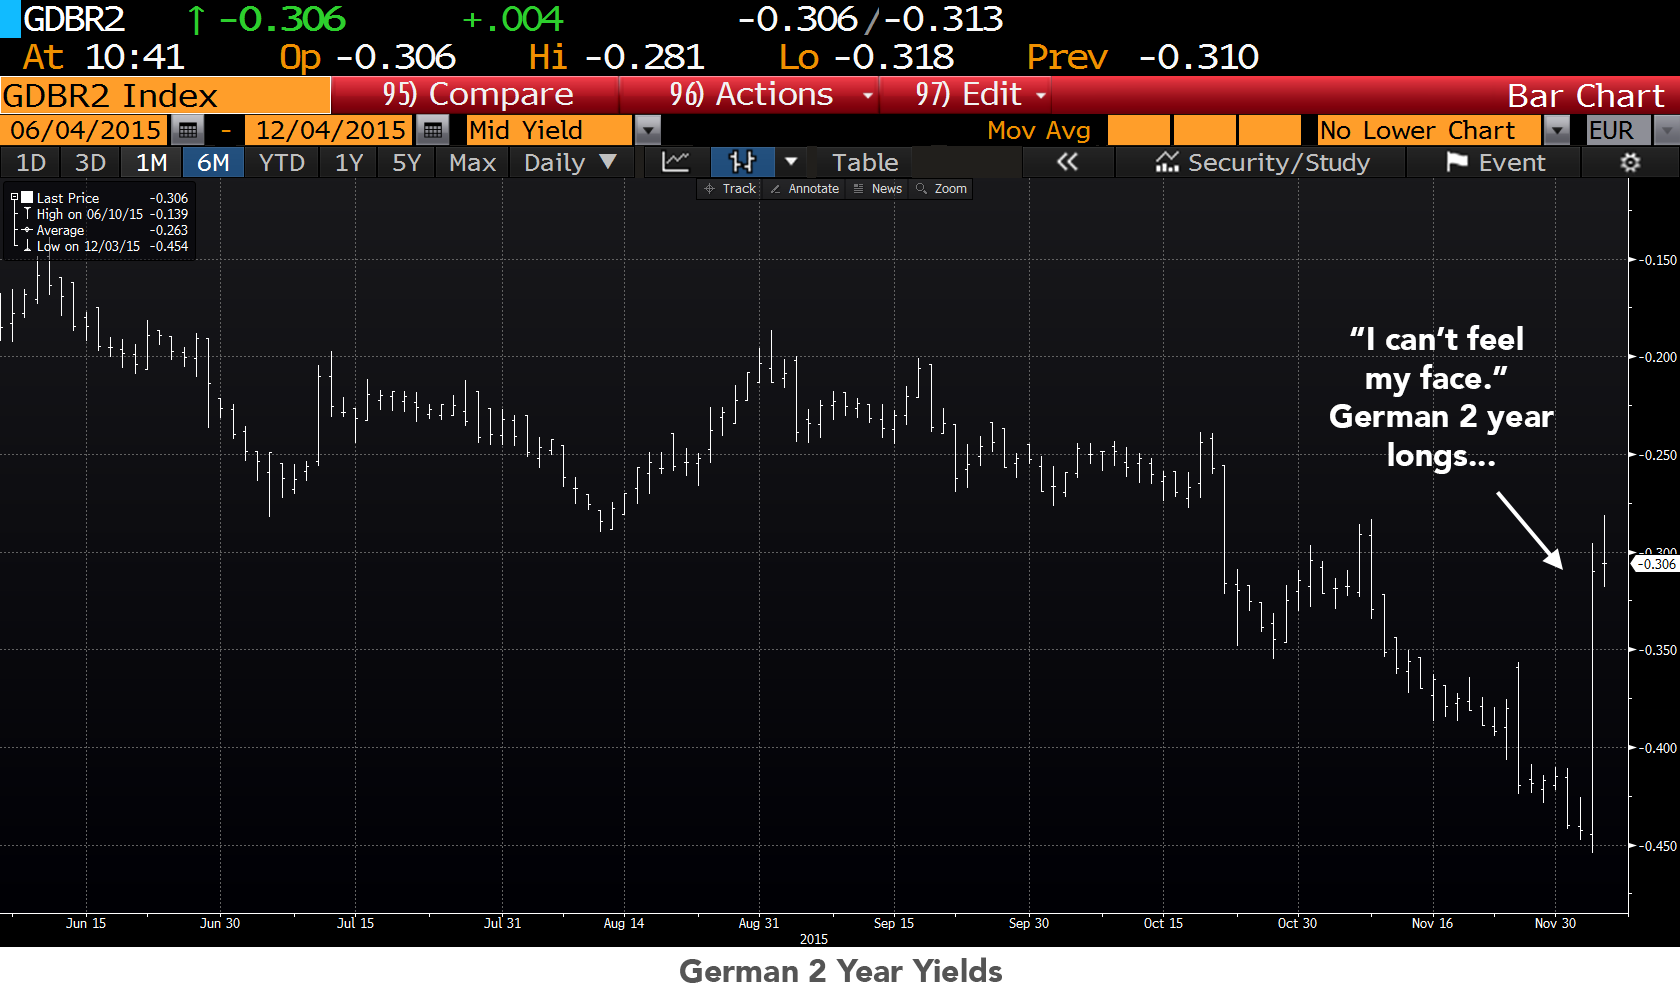 GDBR2 ↑ -0.306 +.004 -0.306/-0.313
At 10:41 Op -0.306 Hi -0.281 Lo -0.318 Prev -0.310
GDBR2 Index 95) Compare 96) Actions 97) Edit Bar Chart
06/04/2015 - 12/04/2015 Mid Yield Mov Avg No Lower Chart EUR
1D 3D 1M 6M YTD 1Y 5Y Max Daily ▼ Table « Security/Study Event
Track Annotate News Zoom
Last Price -0.306
High on 06/10/15 -0.139
Average -0.263
Low on 12/03/15 -0.454
-0.150
-0.200
-0.250
-0.300
-0.306
-0.350
-0.400
-0.450
“I can’t feel
my face.”
German 2 year
longs...
Jun 15 Jun 30 Jul 15 Jul 31 Aug 14 Aug 31 Sep 15 Sep 30 Oct 15 Oct 30 Nov 16 Nov 30
2015
German 2 Year Yields